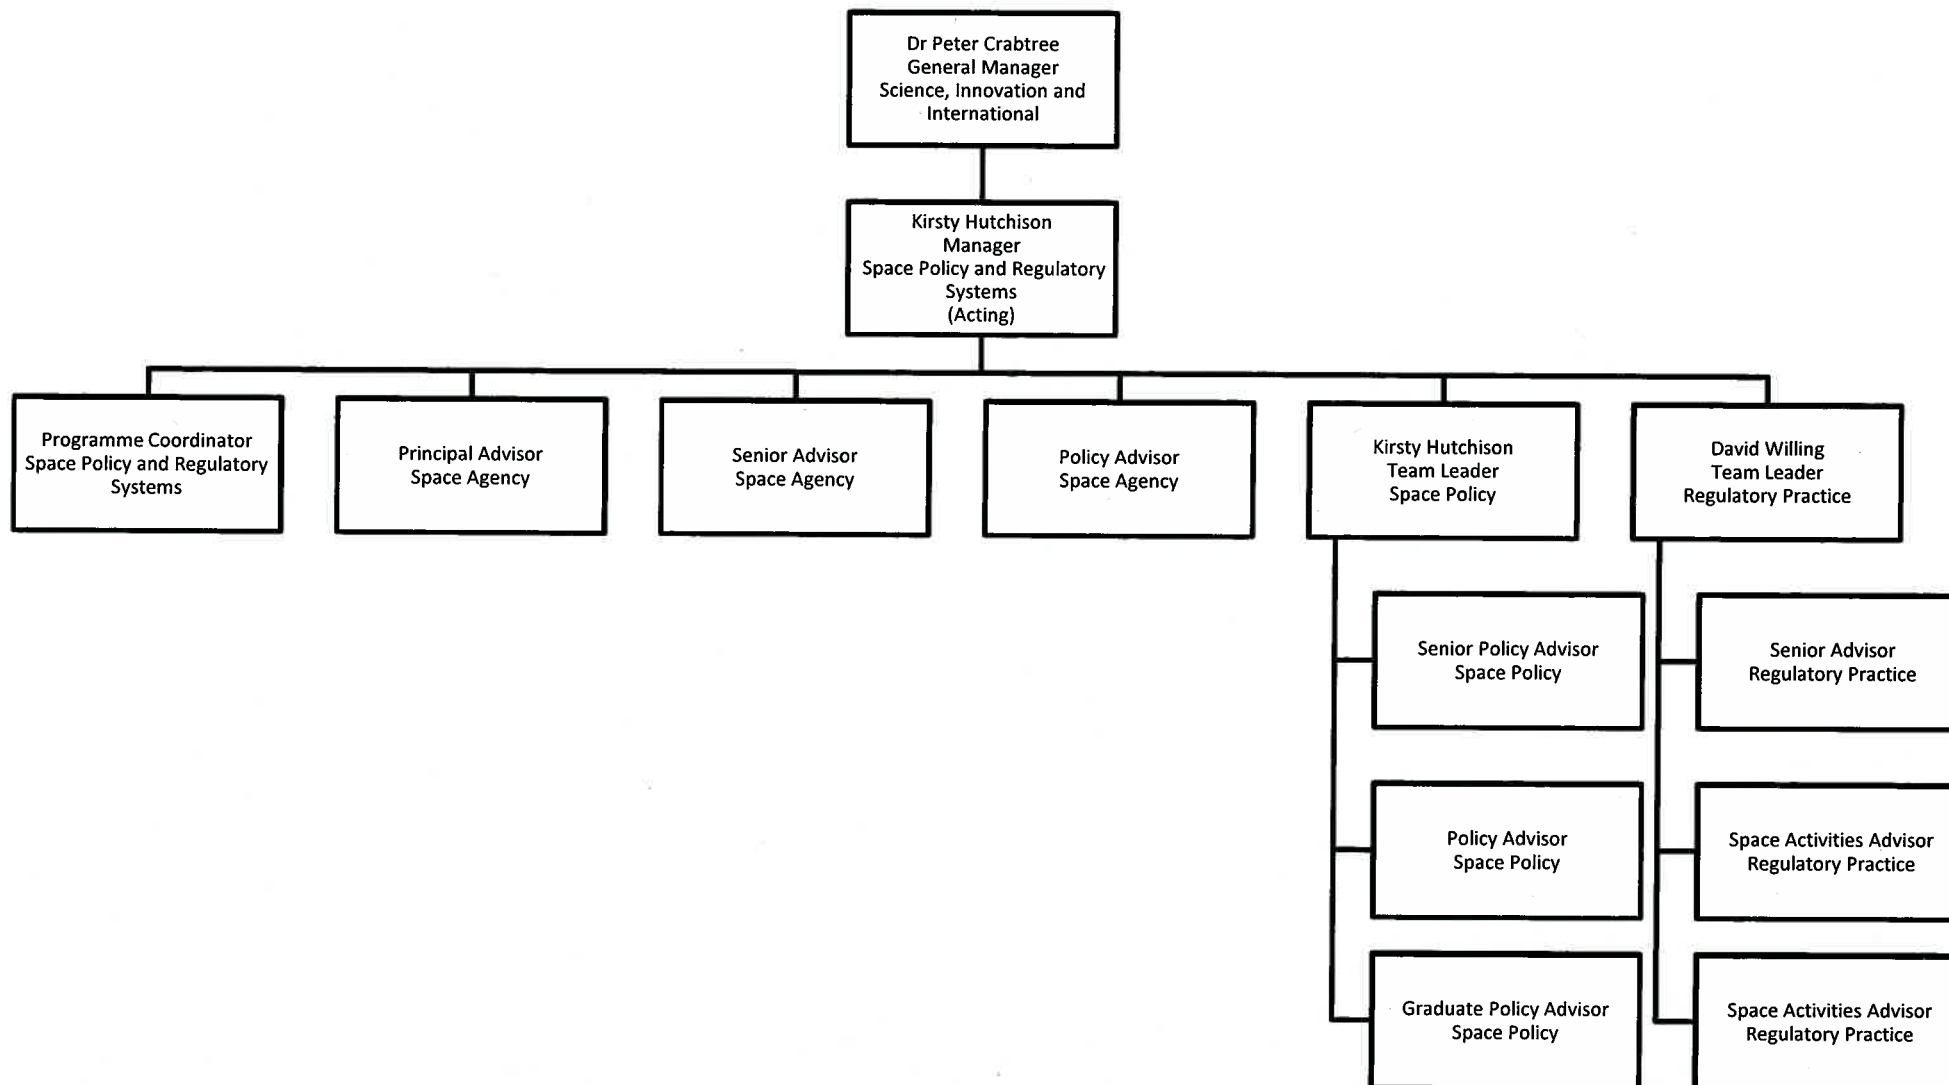 Dr Peter Crabtree
General Manager
Science, Innovation and
International
Kirsty Hutchison
Manager
Space Policy and Regulatory
Systems
(Acting)
Programme Coordinator
Space Policy and Regulatory
Systems
Principal Advisor
Space Agency
Senior Advisor
Space Agency
Policy Advisor
Space Agency
Kirsty Hutchison
Team Leader
Space Policy
David Willing
Team Leader
Regulatory Practice
Senior Policy Advisor
Space Policy
Senior Advisor
Regulatory Practice
Policy Advisor
Space Policy
Space Activities Advisor
Regulatory Practice
Graduate Policy Advisor
Space Policy
Space Activities Advisor
Regulatory Practice